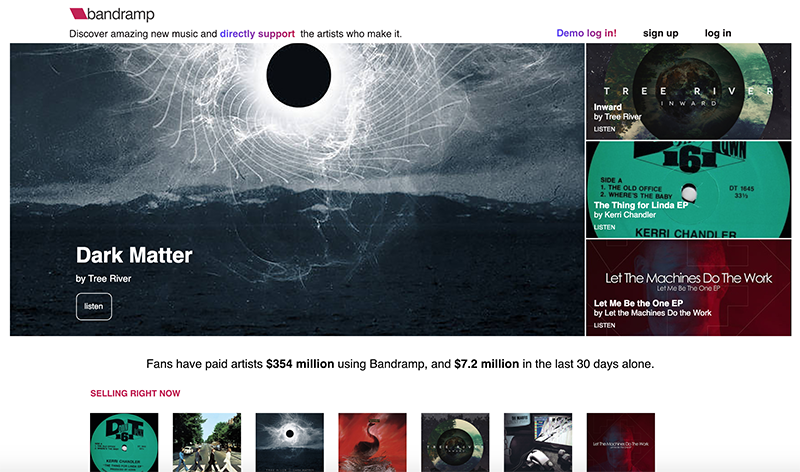 bandramp
Discover amazing new music and directly support the artists who make it.
Demo log in!
sign up
log in
Dark Matter
by Tree River
listen
TREE RIVER
INWARD
Inward
by Tree River
LISTEN
6
SIDE A
1. THE OLD OFFICE
2. WHERE'S THE BABY
DT 1645
33⅓
The Thing for Linda EP
by Kerri Chandler
LISTEN
KERRI CHANDLER
Let The Machines Do The Work
Let Me Be The One EP
Let Me Be the One EP
by Let the Machines Do the Work
LISTEN
Fans have paid artists $354 million using Bandramp, and $7.2 million in the last 30 days alone.
SELLING RIGHT NOW
KERRI CHANDLER
TREE RIVER
Let The Machines Do The Work